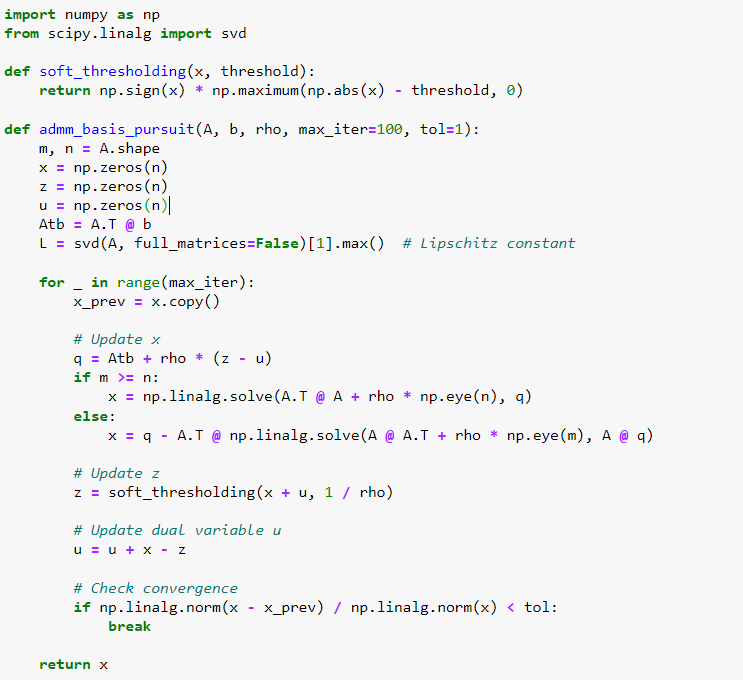 import numpy as np
from scipy.linalg import svd

def soft_thresholding(x, threshold):
    return np.sign(x) * np.maximum(np.abs(x) - threshold, 0)

def admm_basis_pursuit(A, b, rho, max_iter=100, tol=1):
    m, n = A.shape
    x = np.zeros(n)
    z = np.zeros(n)
    u = np.zeros(n)
    Atb = A.T @ b
    L = svd(A, full_matrices=False)[1].max()  # Lipschitz constant

    for _ in range(max_iter):
        x_prev = x.copy()

        # Update x
        q = Atb + rho * (z - u)
        if m >= n:
            x = np.linalg.solve(A.T @ A + rho * np.eye(n), q)
        else:
            x = q - A.T @ np.linalg.solve(A @ A.T + rho * np.eye(m), A @ q)

        # Update z
        z = soft_thresholding(x + u, 1 / rho)

        # Update dual variable u
        u = u + x - z

        # Check convergence
        if np.linalg.norm(x - x_prev) / np.linalg.norm(x) < tol:
            break

    return x